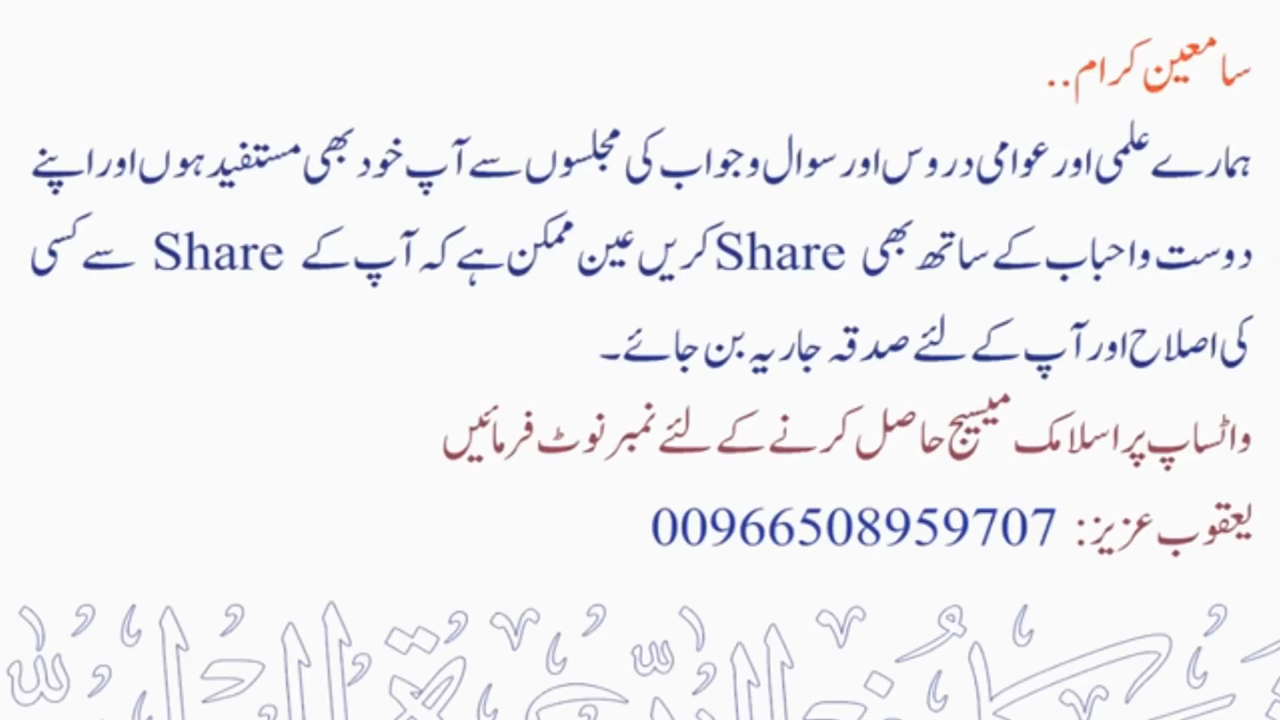 سامعین کرام..
ہمارے علمی اور عوامی دروس اور سوال و جواب کی مجلسوں سے آپ خود بھی مستفید ہوں اور اپنے
دوست و احباب کے ساتھ بھی Share کریں عین ممکن ہے کہ آپ کے Share سے کسی
کی اصلاح اور آپ کے لئے صدقہ جاریہ بن جائے۔
واٹساپ پر اسلامک میسیج حاصل کرنے کے لئے نمبر نوٹ فرمائیں
یعقوب عزیز: 00966508959707